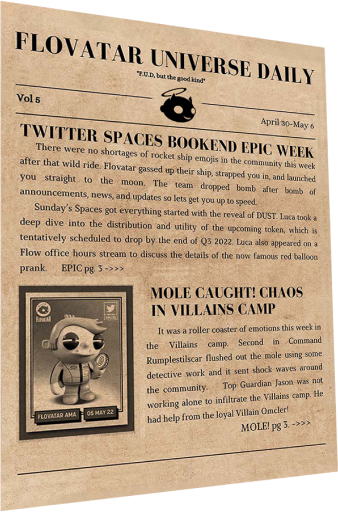 FLOVATAR UNIVERSE DAILY
"F.U.D, but the good kind"
Vol 5
April 30-May 6
TWITTER SPACES BOOKEND EPIC WEEK
There were no shortages of rocket ship emojis in the community this week
after that wild ride. Flovatar gassed up their ship, strapped you in, and launched
you straight to the moon. The team dropped bomb after bomb of
announcements, news, and updates so lets get you up to speed.
Sunday's Spaces got everything started with the reveal of DUST. Luca took a
deep dive into the distribution and utility of the upcoming token, which is
tentatively scheduled to drop by the end of Q3 2022. Luca also appeared on a
Flow office hours stream to discuss the details of the now famous red balloon
prank. EPIC pg. 3 ->>>
MOLE CAUGHT! CHAOS
IN VILLAINS CAMP
It was a roller coaster of emotions this week in
the Villains camp. Second in Command
Rumplestilscar flushed out the mole using some
detective work and it sent shock waves around
the community. Top Guardian Jason was not
working alone to infiltrate the Villains camp. He
had help from the loyal Villain Omcler!
MOLE! pg 3. ->>>
FLOVATAR AMA
05 MAY 22